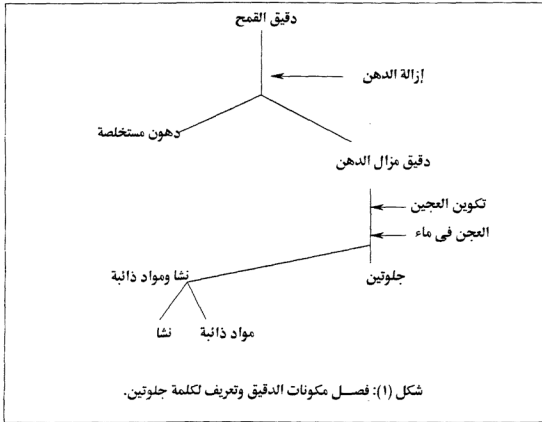 دقيق القمح
إزالة الدهن
دهون مستخلصة
دقيق مزال الدهن
تكوين العجين
العجن فى ماء
نشا ومواد ذائبة
جلوتين
نشا
مواد ذائبة
شكل (١): فصل مكونات الدقيق وتعريف لكلمة جلوتين.